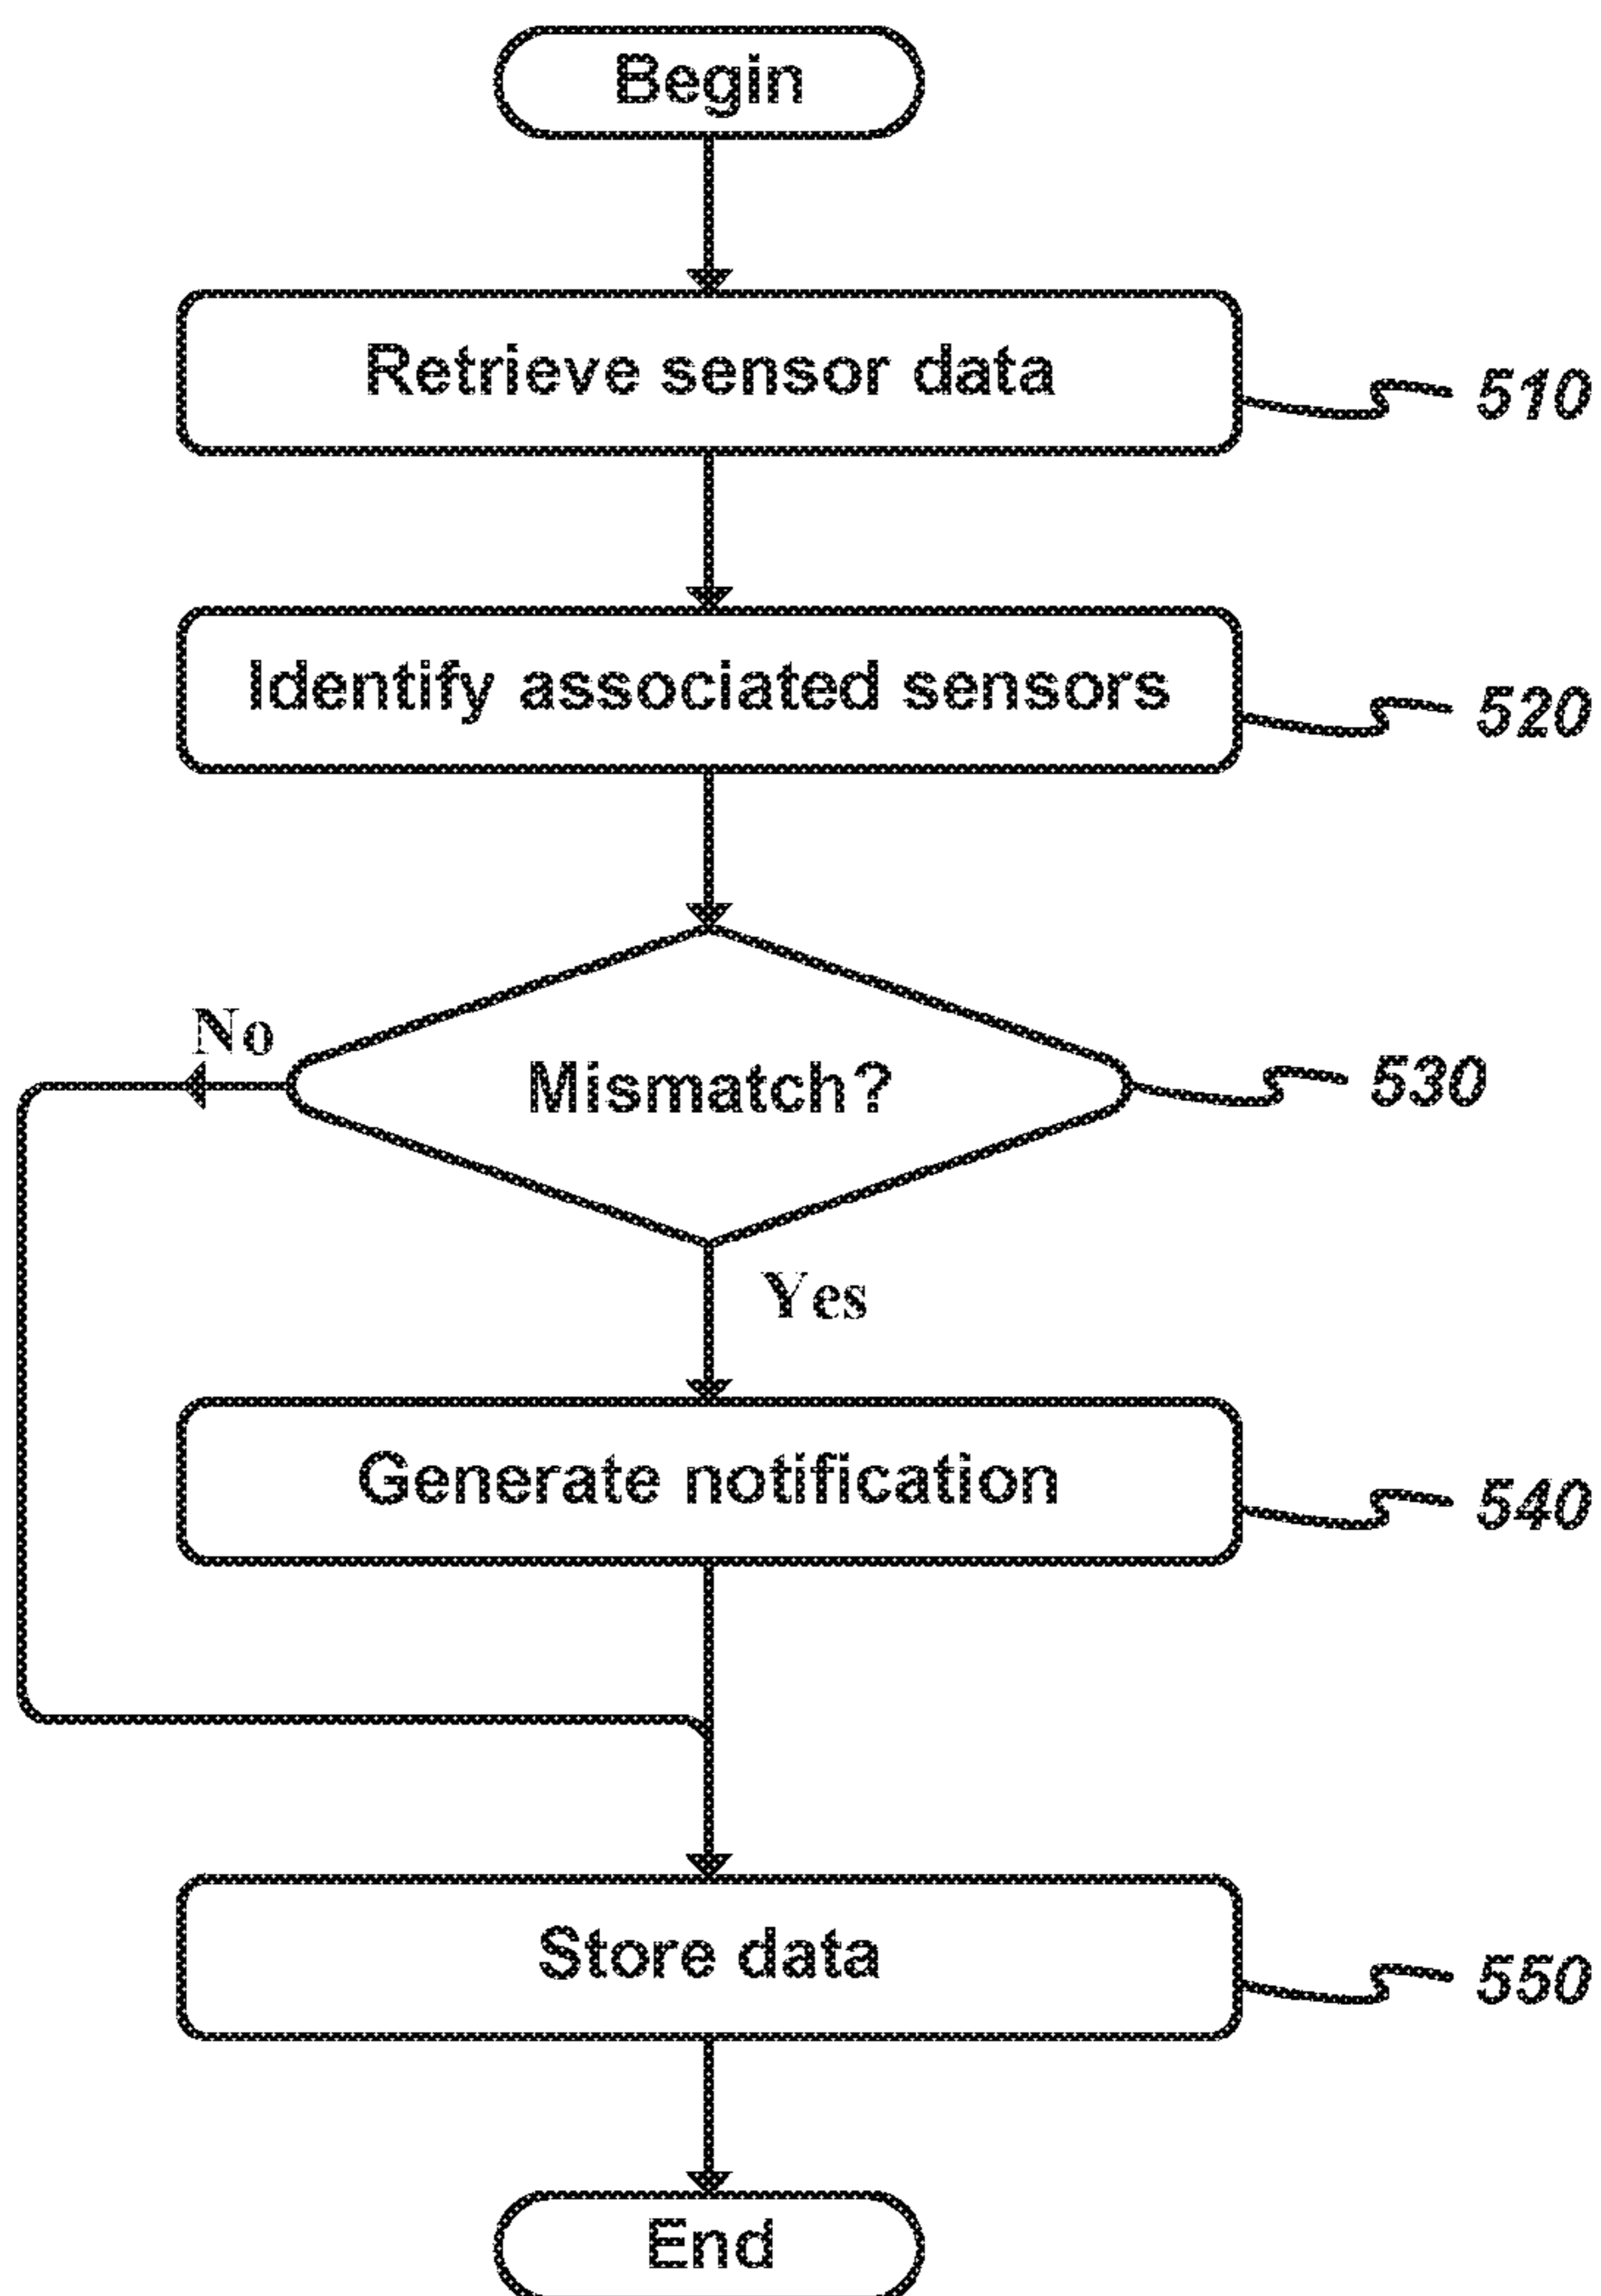 Begin
Retrieve sensor data
510
Identify associated sensors
520
No
Mismatch?
530
Yes
Generate notification
540
Store data
550
End